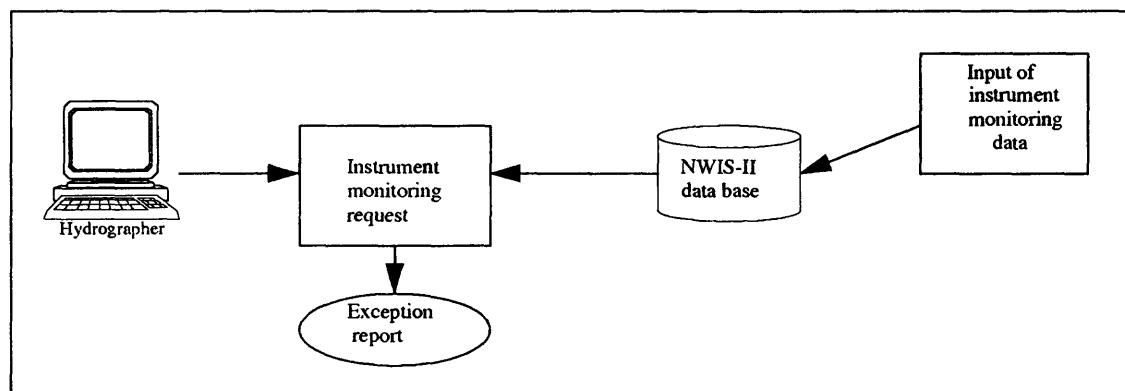 Hydrographer
Instrument
monitoring
request
Exception
report
NWIS-II
data base
Input of
instrument
monitoring
data